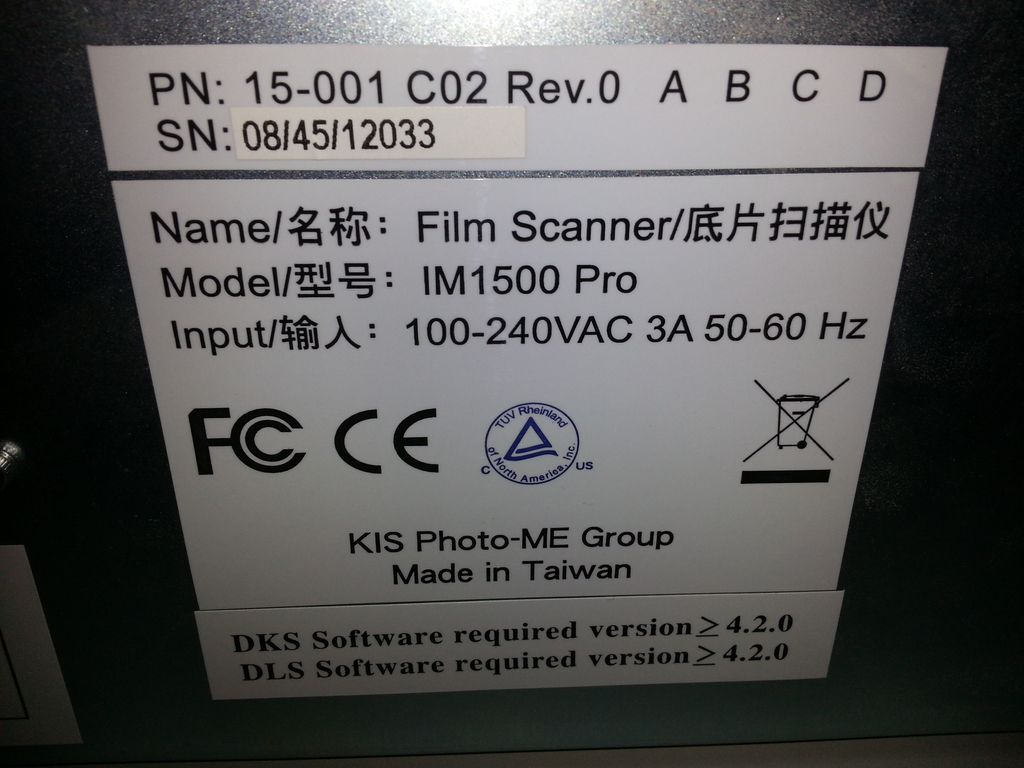 PN: 15-001 C02 Rev.0 A B C D
SN: 08/45/12033
Name/名称: Film Scanner/底片扫描仪
Model/型号: IM1500 Pro
Input/输入: 100-240VAC 3A 50-60 Hz
FC CE
TUV Rheinland
of North America, Inc.
C US
KIS Photo-ME Group
Made in Taiwan
DKS Software required version ≥ 4.2.0
DLS Software required version ≥ 4.2.0